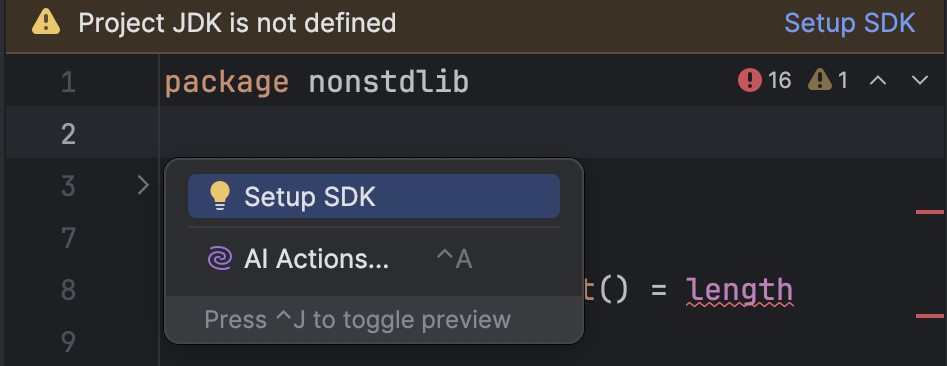 Project JDK is not defined Setup SDK
1 package nonstdlib 16 1
2
3 Setup SDK
7
AI Actions... ^A
8 t() = length
Press ^J to toggle preview
9